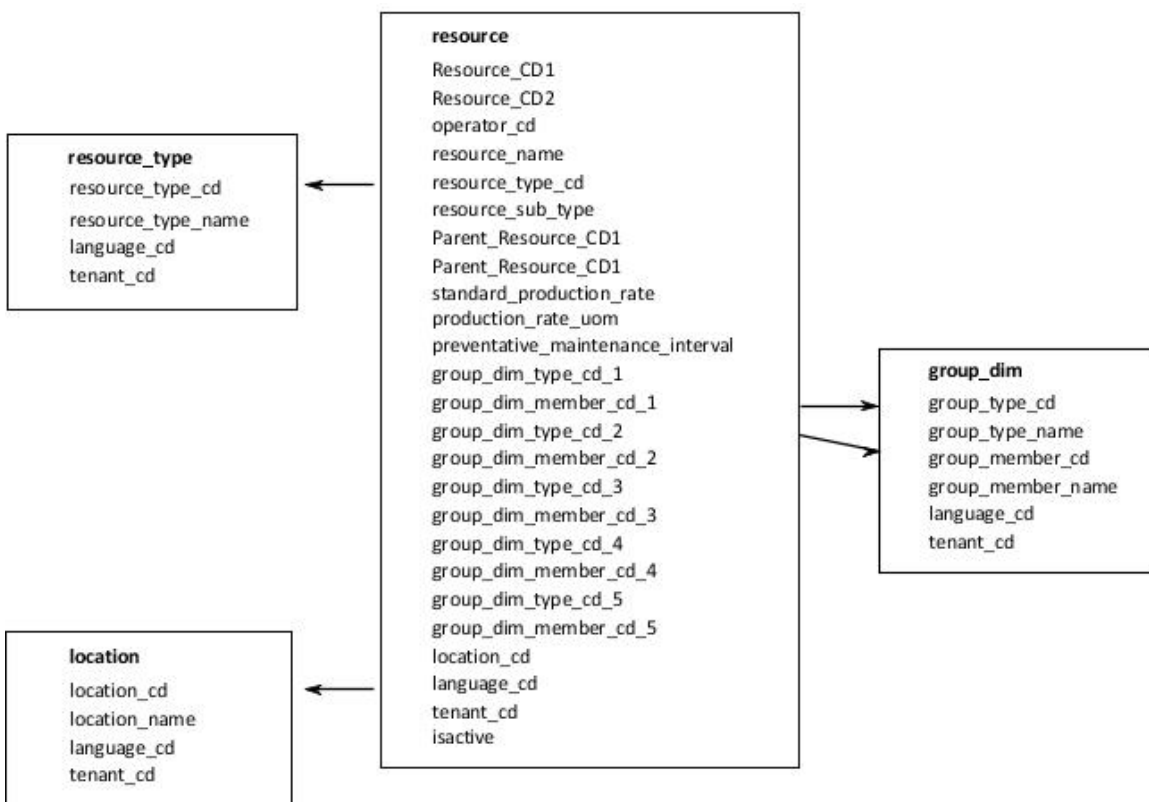 resource
Resource_CD1
Resource_CD2
operator_cd
resource_name
resource_type_cd
resource_sub_type
Parent_Resource_CD1
Parent_Resource_CD1
standard_production_rate
production_rate_uom
preventative_maintenance_interval
group_dim_type_cd_1
group_dim_member_cd_1
group_dim_type_cd_2
group_dim_member_cd_2
group_dim_type_cd_3
group_dim_member_cd_3
group_dim_type_cd_4
group_dim_member_cd_4
group_dim_type_cd_5
group_dim_member_cd_5
location_cd
language_cd
tenant_cd
isactive
resource_type
resource_type_cd
resource_type_name
language_cd
tenant_cd
group_dim
group_type_cd
group_type_name
group_member_cd
group_member_name
language_cd
tenant_cd
location
location_cd
location_name
language_cd
tenant_cd